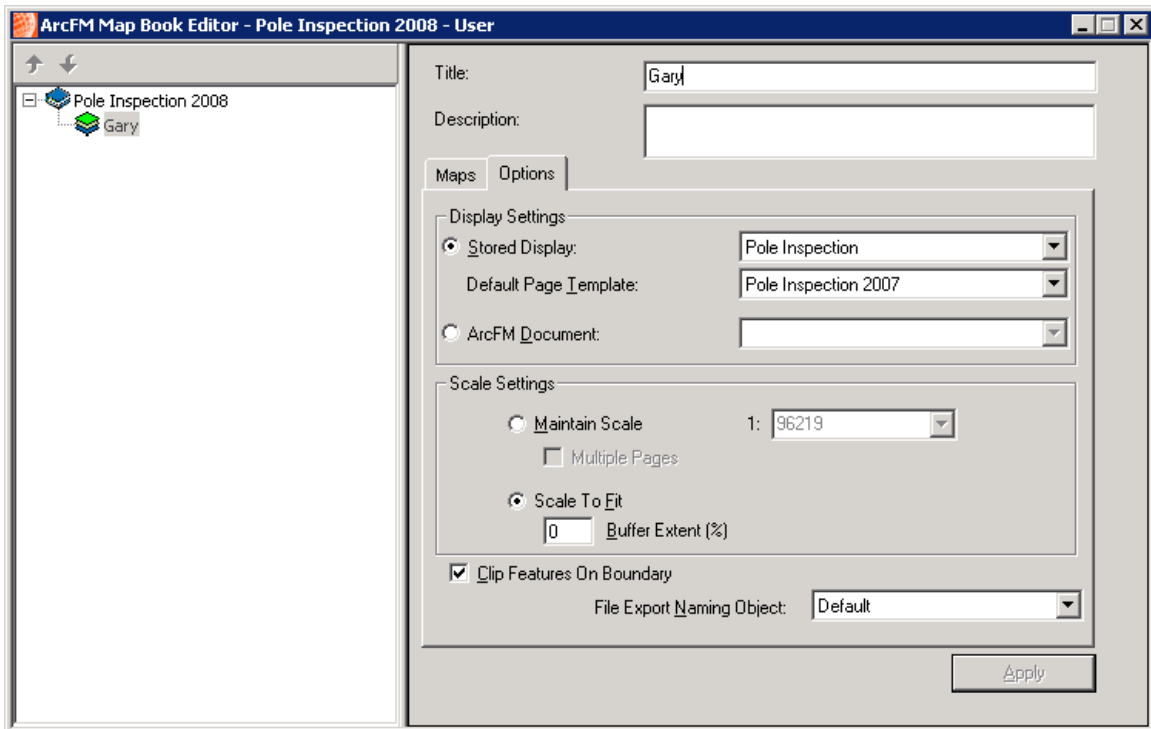 ArcFM Map Book Editor - Pole Inspection 2008 - User
Pole Inspection 2008
Gary
Title: Gary
Description:
Maps Options
Display Settings
Stored Display: Pole Inspection
Default Page Template: Pole Inspection 2007
ArcFM Document:
Scale Settings
Maintain Scale 1: 96219
Multiple Pages
Scale To Fit
0 Buffer Extent (%)
Clip Features On Boundary
File Export Naming Object: Default
Apply